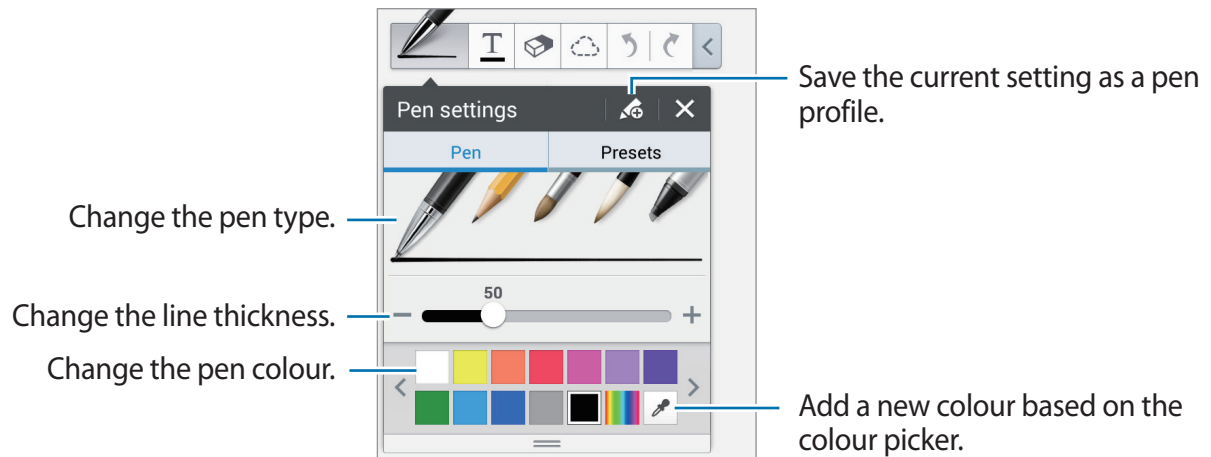 T
Save the current setting as a pen
profile.
Pen settings
Pen
Presets
Change the pen type.
50
Change the line thickness.
Change the pen colour.
Add a new colour based on the
colour picker.